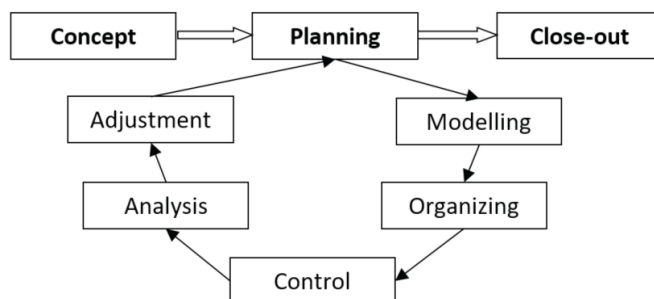 Concept
Planning
Close-out
Adjustment
Modelling
Analysis
Organizing
Control